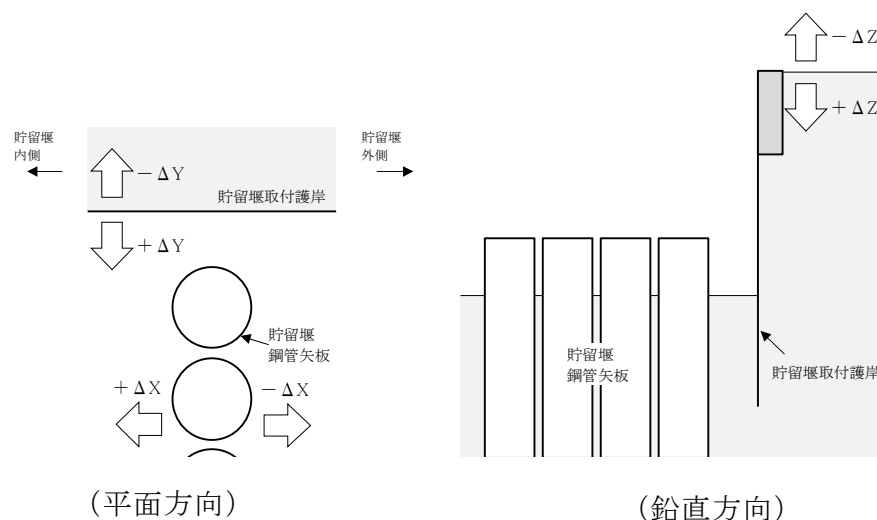 貯留堰
内側
貯留堰
外側
－ΔY
貯留堰取付護岸
＋ΔY
貯留堰
鋼管矢板
＋ΔX
－ΔX
（平面方向）
－ΔZ
＋ΔZ
貯留堰
鋼管矢板
貯留堰取付護岸
（鉛直方向）